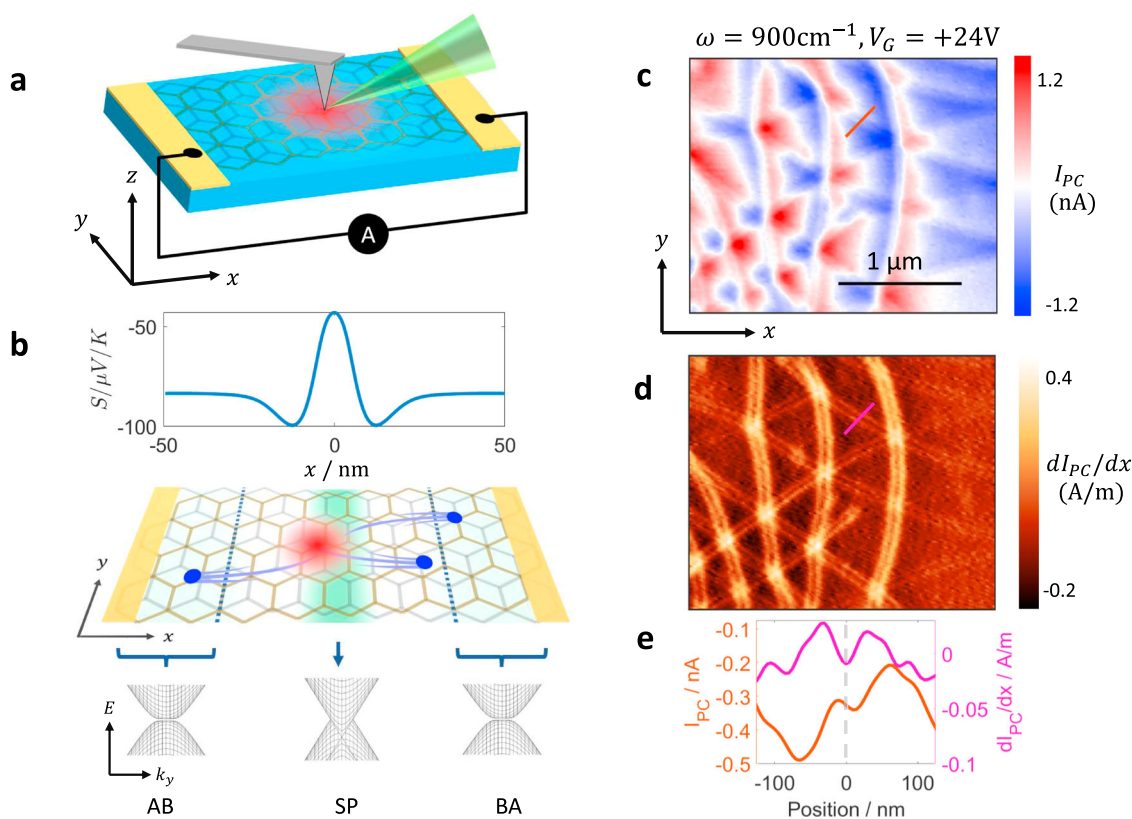 a
z
y
x
A
b
S/μV/K
-50
-100
-50
0
50
x / nm
y
x
E
k_y
AB
SP
BA
ω = 900cm⁻¹, V_G = +24V
c
1.2
I_PC
(nA)
-1.2
1 μm
y
x
d
0.4
dI_PC/dx
(A/m)
-0.2
e
-0.1
-0.2
-0.3
-0.4
-0.5
I_PC / nA
0
-0.05
-0.1
dI_PC/dx / A/m
-100
0
100
Position / nm